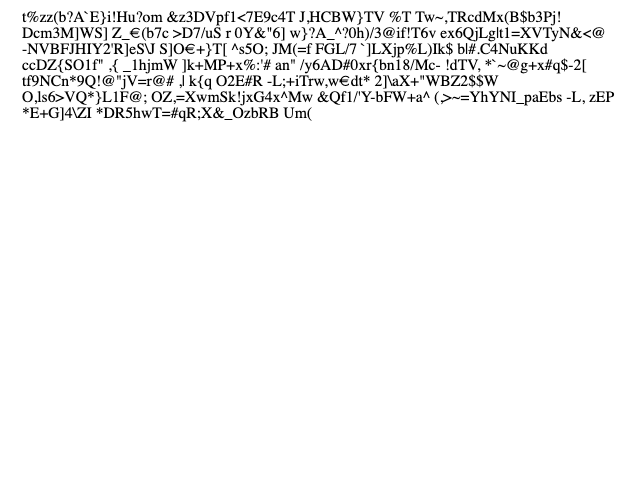 t%zz(b?A`E}i!Hu?om &z3DVpf1<7E9c4T J,HCBW}TV %T Tw~,TRcdMx(B$b3Pj!
Dcm3M]WS] Z_€(b7c >D7/uS r 0Y&"6] w}?A_^?0h)/3@if!T6v ex6QjLg|t1=XVTyN&<@
-NVBFJHIY2'R]eS\J S]O€+}T[ ^s5O; JM(=f FGL/7 `]LXjp%L)Ik$ b|#.C4NuKKd
ccDZ{SO1f" ,{ _1hjmW ]k+MP+x%:'# an" /y6AD#0xr{bn18/Mc- !dTV, *`~@g+x#q$-2[
tf9NCn*9Q!@"jV=r@# ,l k{q O2E#R -L;+iTrw,w€dt* 2]\aX+"WBZ2$$W
O,ls6>VQ*}L1F@; OZ,=XwmSk!jxG4x^Mw &Qf1/'Y-bFW+a^ (,>~=YhYNI_paEbs -L, zEP
*E+G]4\ZI *DR5hwT=#qR;X&_OzbRB Um(